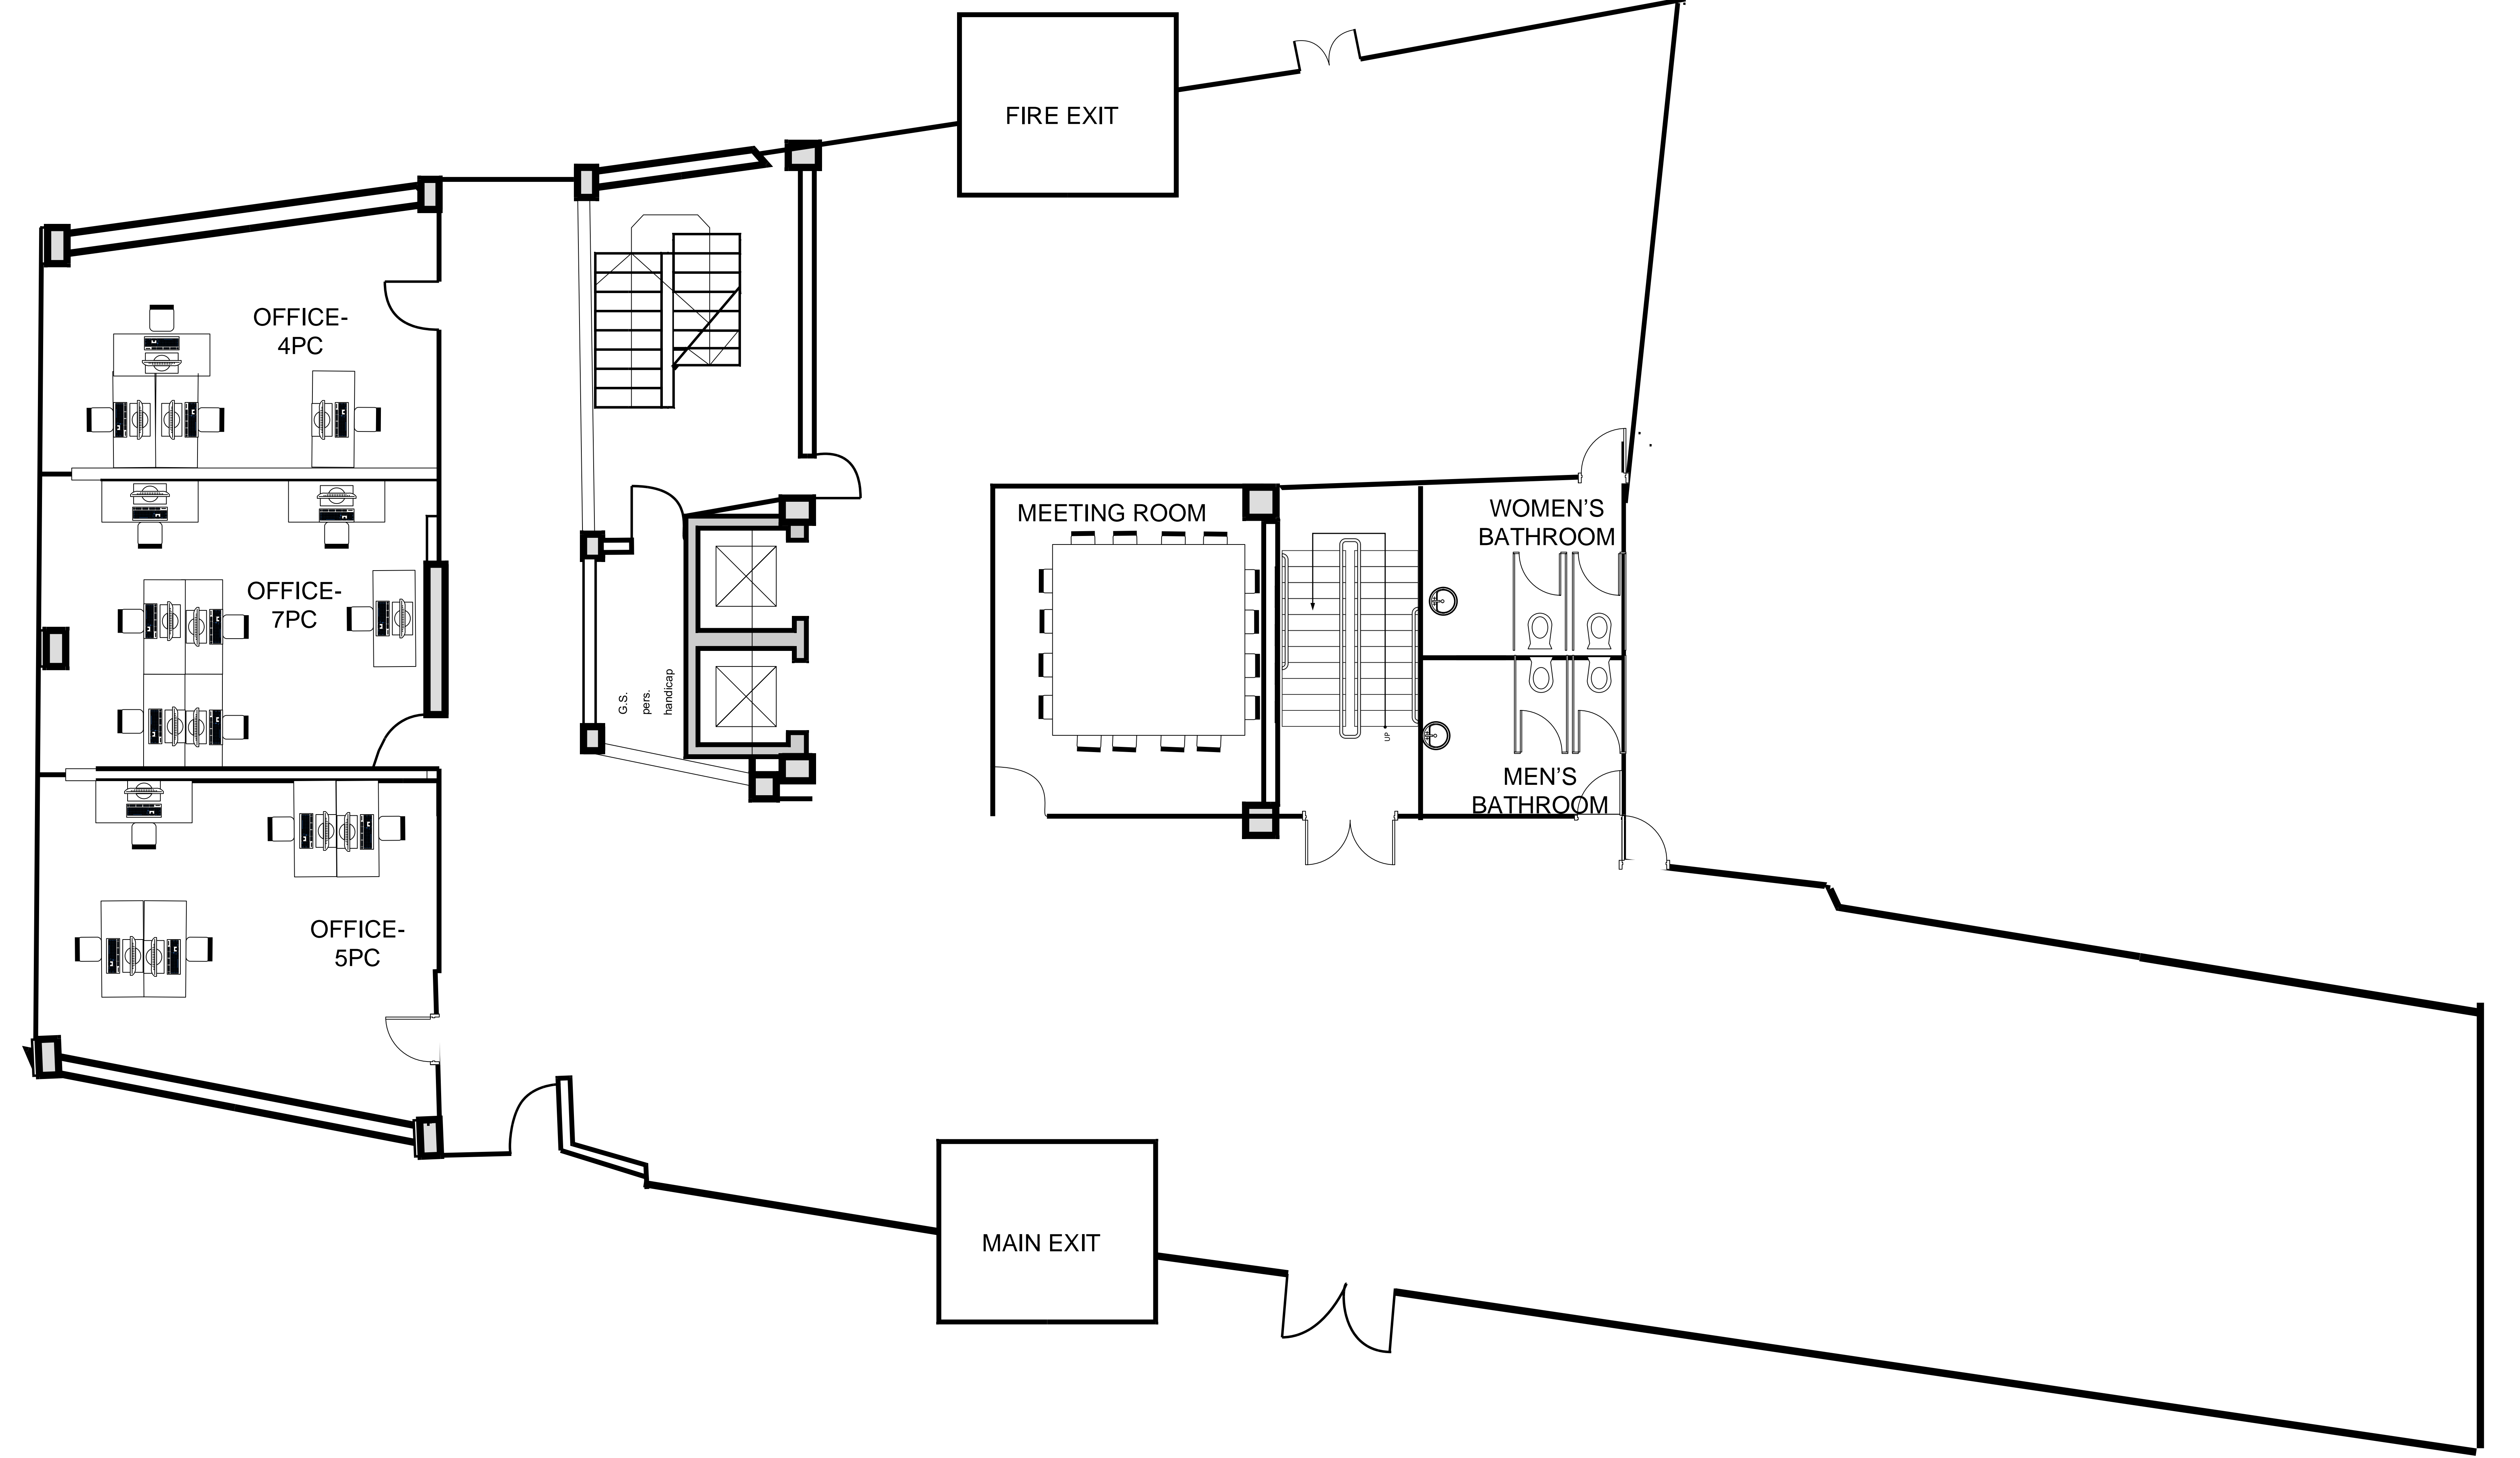 FIRE EXIT
OFFICE-
4PC
MEETING ROOM
WOMEN'S
BATHROOM
OFFICE-
7PC
G.S.
pers.
handicap
UP
MEN'S
BATHROOM
OFFICE-
5PC
MAIN EXIT